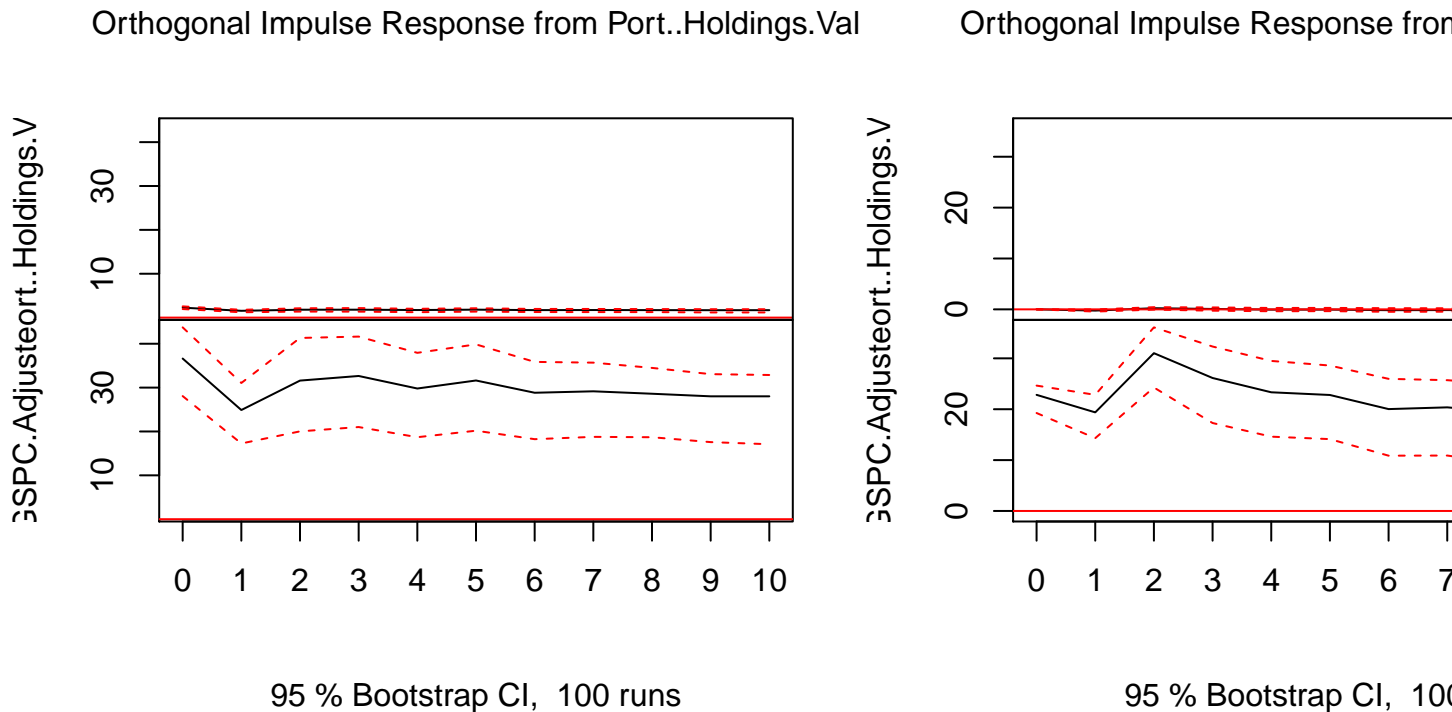 Orthogonal Impulse Response from Port..Holdings.Val
GSPC.Adjusteort..Holdings.V
30
10
30
10
0 1 2 3 4 5 6 7 8 9 10
95 % Bootstrap CI,  100 runs
Orthogonal Impulse Response from
GSPC.Adjusteort..Holdings.V
20
0
20
0
0 1 2 3 4 5 6 7
95 % Bootstrap CI,  100